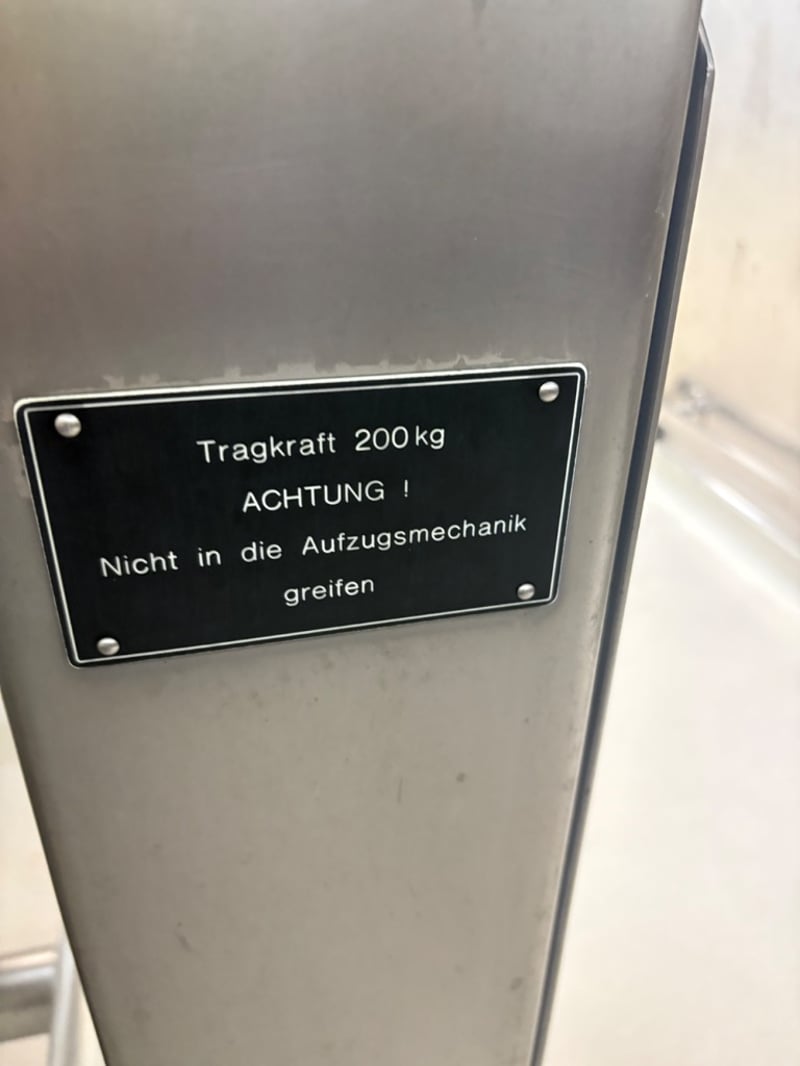 Tragkraft 200 kg
ACHTUNG !
Nicht in die Aufzugsmechanik
greifen